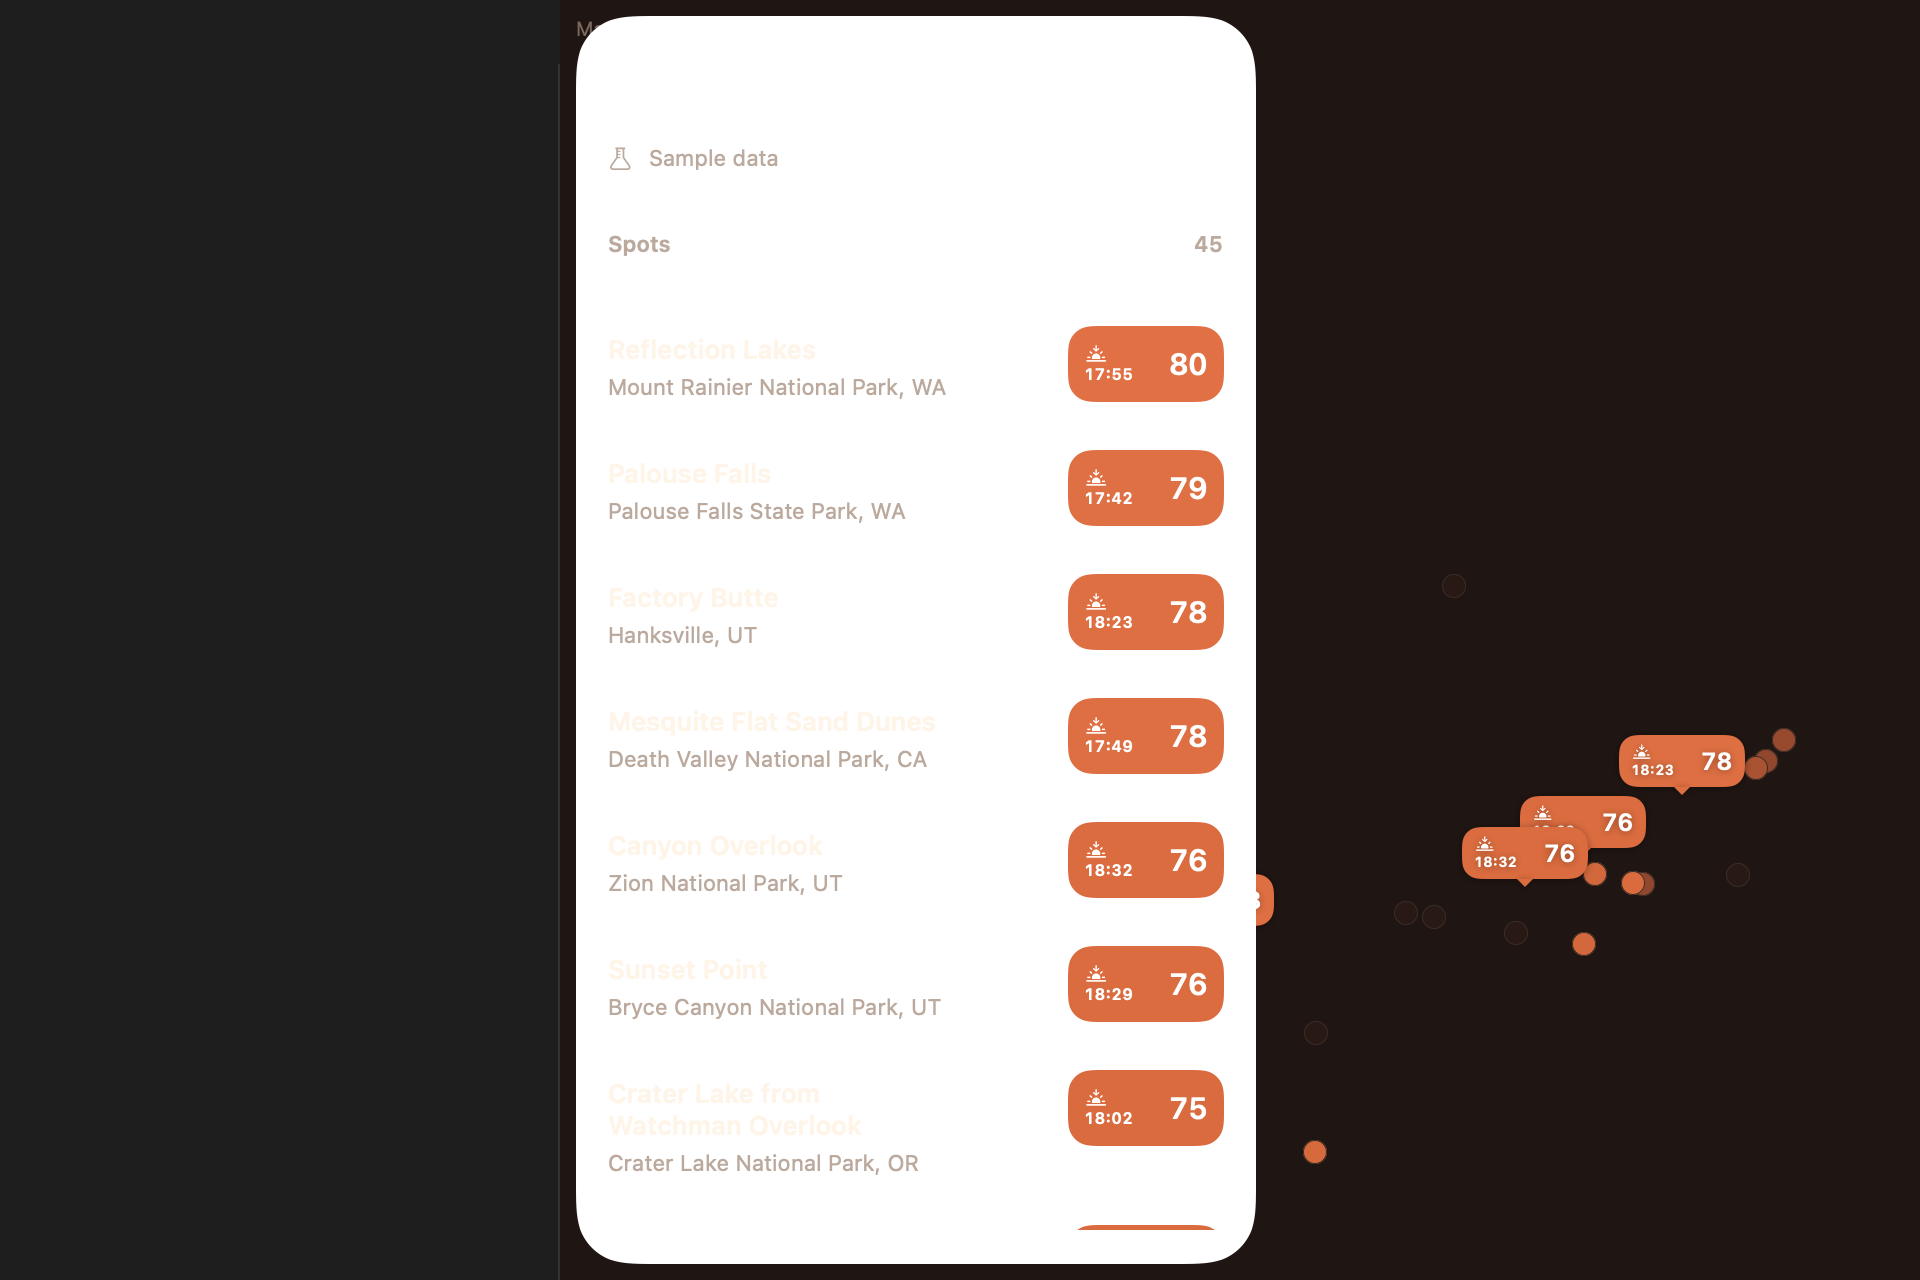 Sample data
Spots 45
Reflection Lakes
Mount Rainier National Park, WA
17:55 80
Palouse Falls
Palouse Falls State Park, WA
17:42 79
Factory Butte
Hanksville, UT
18:23 78
Mesquite Flat Sand Dunes
Death Valley National Park, CA
17:49 78
Canyon Overlook
Zion National Park, UT
18:32 76
Sunset Point
Bryce Canyon National Park, UT
18:29 76
Crater Lake from
Watchman Overlook
Crater Lake National Park, OR
18:02 75
18:23 78
76
18:32 76